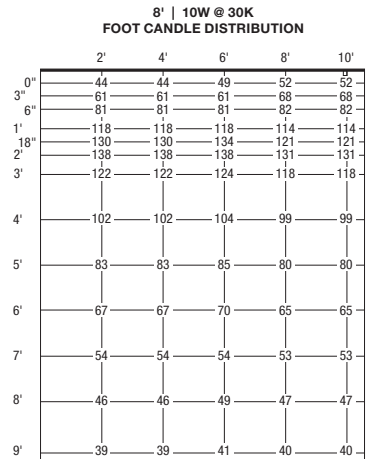 8' | 10W @ 30K
FOOT CANDLE DISTRIBUTION
2' 4' 6' 8' 10'
0" 44 44 49 52 52
3" 61 61 61 68 68
6" 81 81 81 82 82
1' 118 118 118 114 114
18" 130 130 134 121 121
2' 138 138 138 131 131
3' 122 122 124 118 118
4' 102 102 104 99 99
5' 83 83 85 80 80
6' 67 67 70 65 65
7' 54 54 54 53 53
8' 46 46 49 47 47
9' 39 39 41 40 40